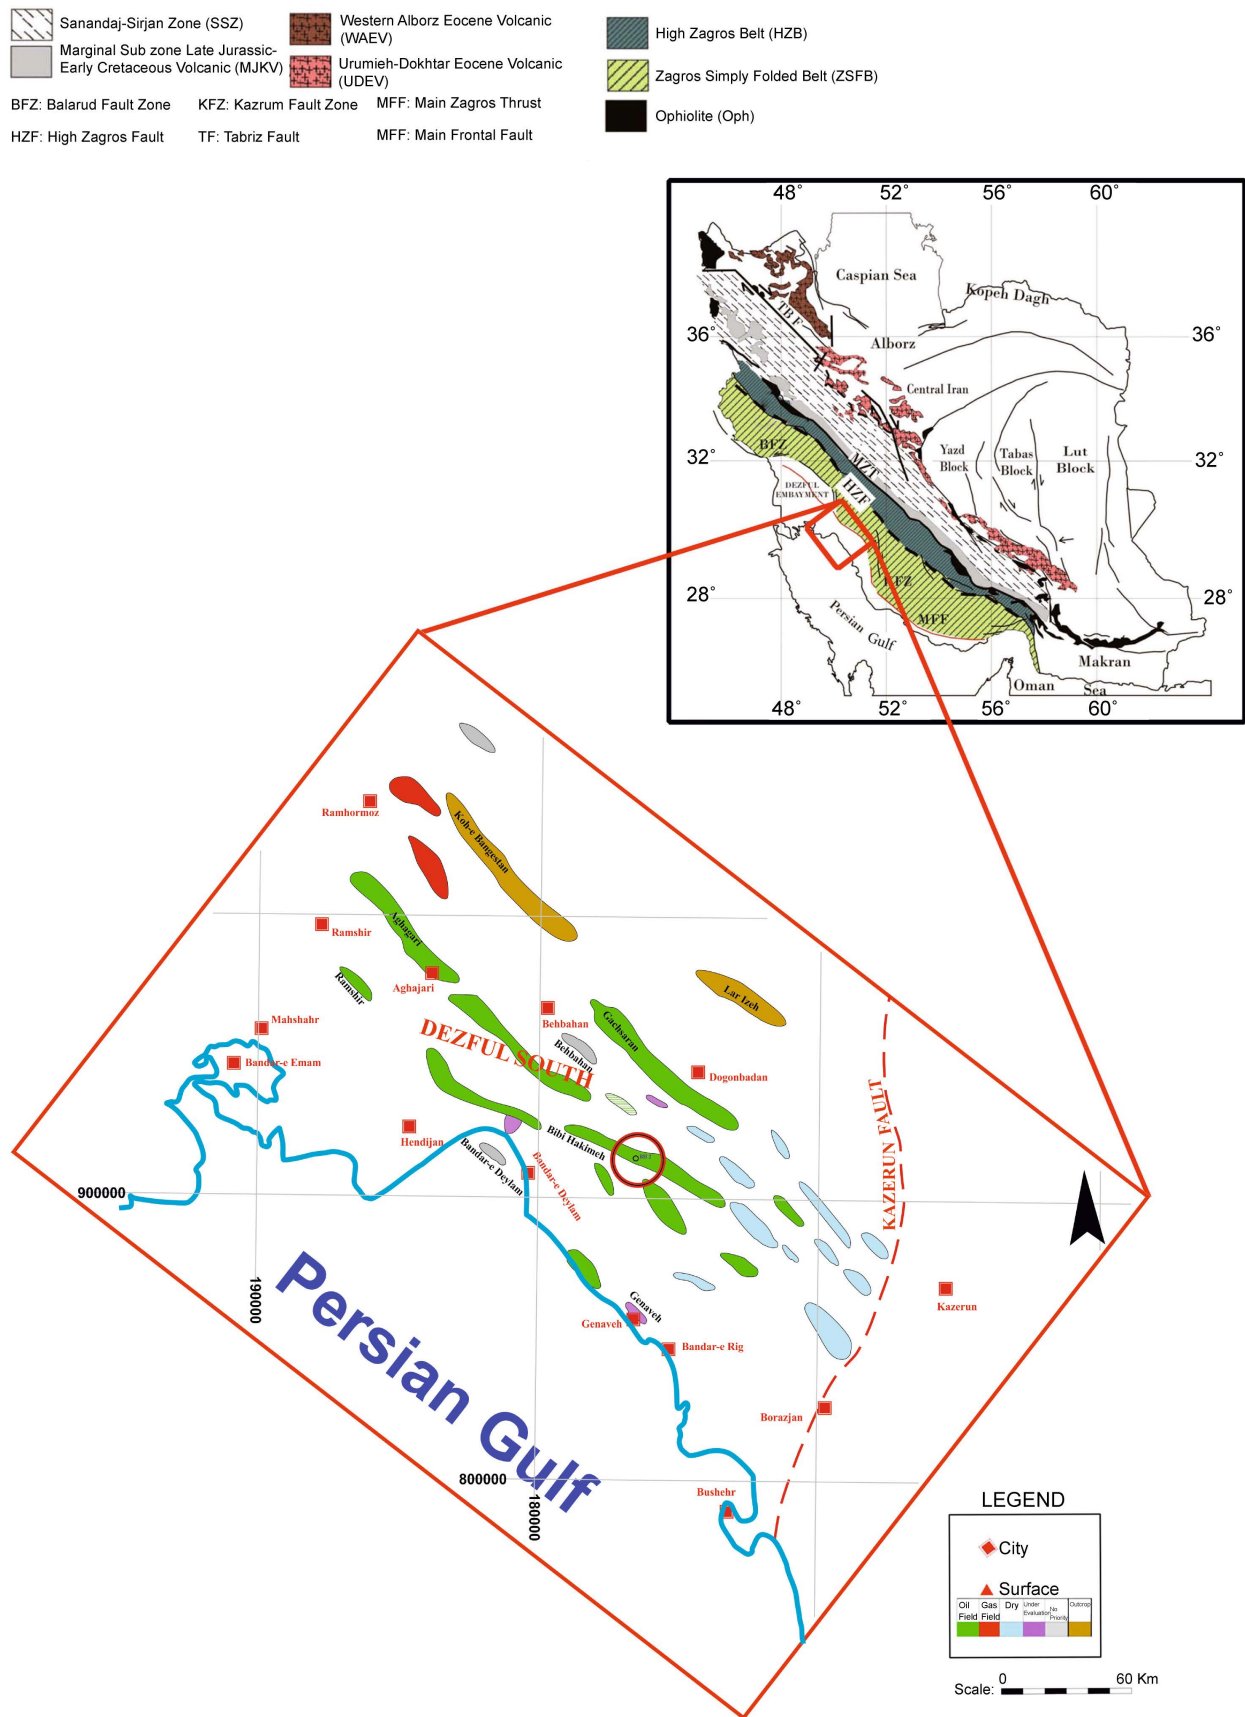 Sanandaj-Sirjan Zone (SSZ)
Marginal Sub zone Late Jurassic-
Early Cretaceous Volcanic (MJKV)
Western Alborz Eocene Volcanic
(WAEV)
Urumieh-Dokhtar Eocene Volcanic
(UDEV)
High Zagros Belt (HZB)
Zagros Simply Folded Belt (ZSFB)
Ophiolite (Oph)
BFZ: Balarud Fault Zone
KFZ: Kazrum Fault Zone
MFF: Main Zagros Thrust
HZF: High Zagros Fault
TF: Tabriz Fault
MFF: Main Frontal Fault
48°
52°
56°
60°
Caspian Sea
Kopeh Dagh
TB F
36°
36°
Alborz
Central Iran
BFZ
32°
MZT
Yazd
Block
Tabas
Block
Lut
Block
32°
DEZFUL
EMBAYMENT
HZF
28°
28°
MFF
Persian Gulf
Makran
Oman Sea
48°
52°
56°
60°
Ramhormoz
Koh-e Bangestan
Aghagari
Ramshir
Ramshir
Aghajari
Lar Izeh
Mahshahr
Behbahan
Gachsaran
DEZFUL SOUTH
Behbahan
Bandar-e Emam
Dogonbadan
KAZERUN FAULT
Hendijan
Bibi Hakimeh
Bandar-e Deylam
Bandar-e Deylam
900000
Persian Gulf
1900000
Genaveh
Genaveh
Kazerun
Bandar-e Rig
Borazjan
800000
1800000
Bushehr
LEGEND
City
Surface
Oil
Field
Gas
Field
Dry
Under
Evaluation
No
Priority
Outcrop
Scale:
0
60 Km